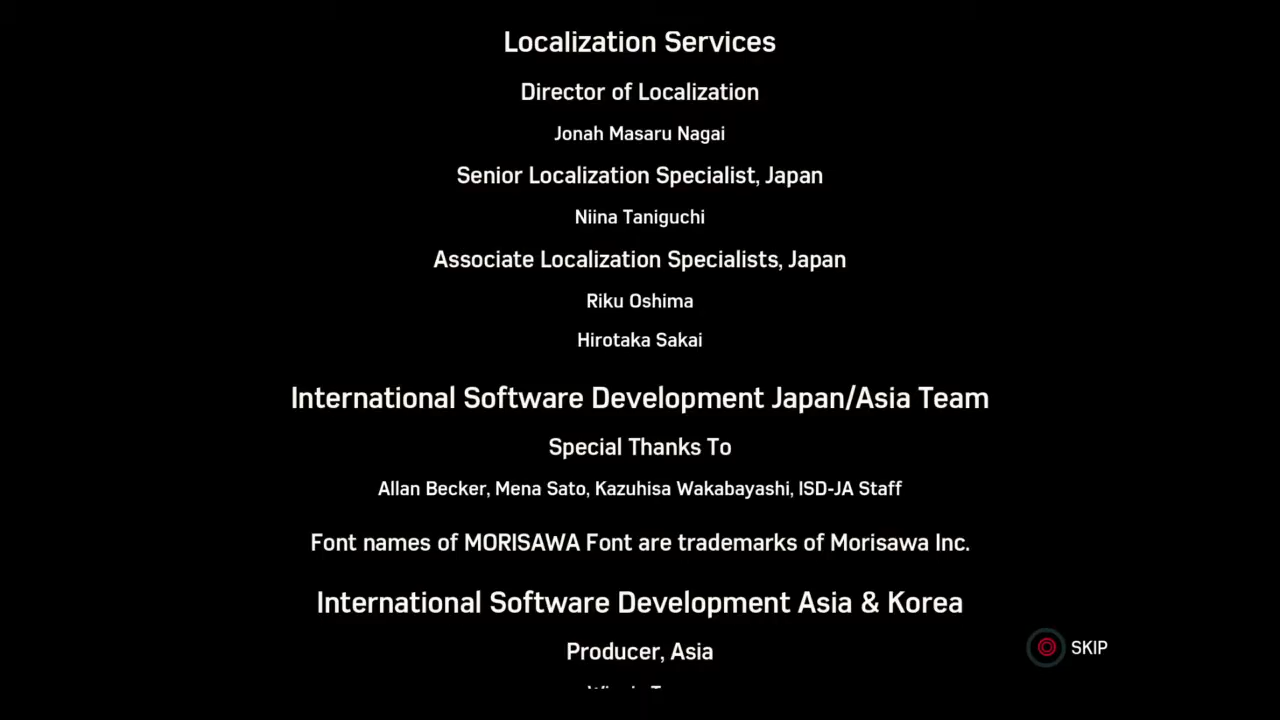 Localization Services
Director of Localization
Jonah Masaru Nagai
Senior Localization Specialist, Japan
Niina Taniguchi
Associate Localization Specialists, Japan
Riku Oshima
Hirotaka Sakai
International Software Development Japan/Asia Team
Special Thanks To
Allan Becker, Mena Sato, Kazuhisa Wakabayashi, ISD-JA Staff
Font names of MORISAWA Font are trademarks of Morisawa Inc.
International Software Development Asia & Korea
Producer, Asia
SKIP